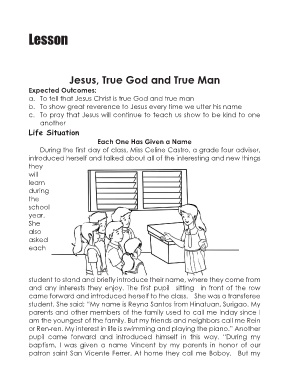 Lesson
Jesus, True God and True Man
Expected Outcomes:
a. To tell that Jesus Christ is true God and true man
b. To show great reverence to Jesus every time we utter his name
c. To pray that Jesus will continue to teach us show to be kind to one
another
Life Situation
Each One Has Given a Name
During the first day of class, Miss Celine Castro, a grade four adviser,
introduced herself and talked about all of the interesting and new things
they
will
learn
during
the
school
year.
She
also
asked
each
student to stand and briefly introduce their name, where they come from
and any interests they enjoy. The first pupil sitting in front of the row
came forward and introduced herself to the class. She was a transferee
student. She said; "My name is Reyna Santos from Hinatuan, Surigao. My
parents and other members of the family used to call me Inday since I
am the youngest of the family. But my friends and neighbors call me Rein
or Ren-ren. My interest in life is swimming and playing the piano." Another
pupil came forward and introduced himself in this way. "During my
baptism, I was given a name Vincent by my parents in honor of our
patron saint San Vicente Ferrer. At home they call me Boboy. But my